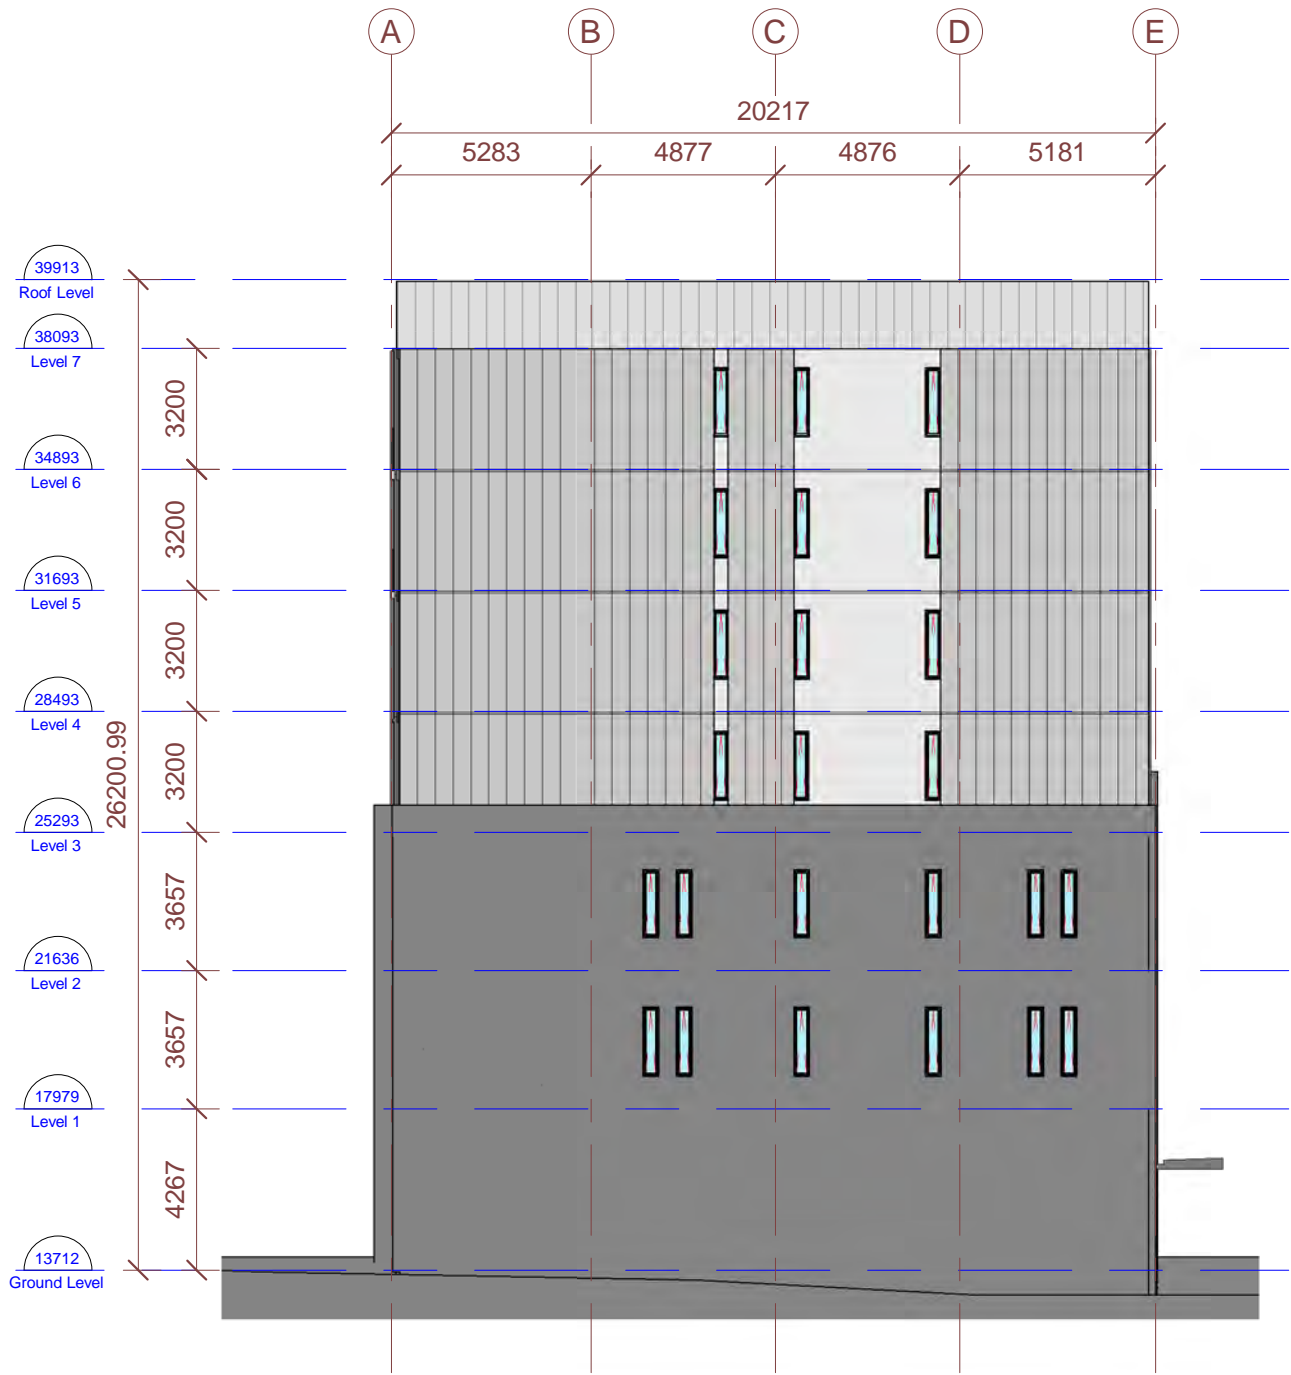 A B C D E
20217
5283 4877 4876 5181
39913
Roof Level
38093
Level 7
3200
34893
Level 6
3200
31693
Level 5
3200
28493
Level 4
3200
26200.99
25293
Level 3
3657
21636
Level 2
3657
17979
Level 1
4267
13712
Ground Level